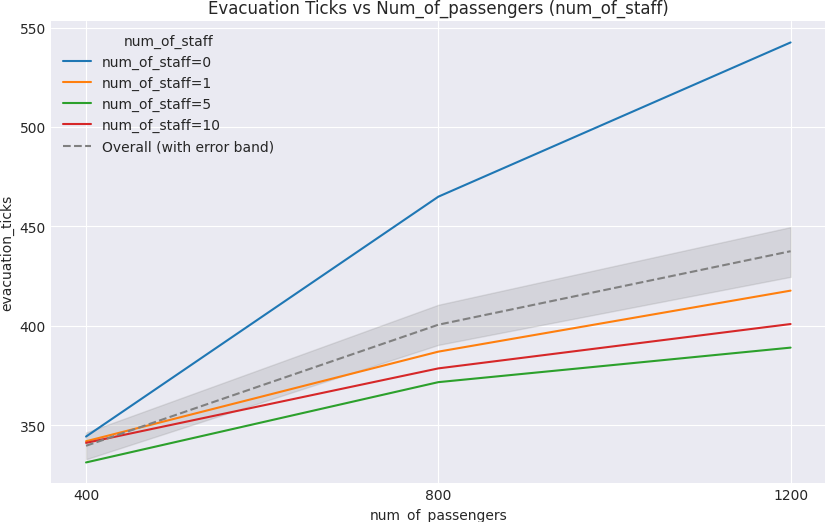 Evacuation Ticks vs Num_of_passengers (num_of_staff)
550
500
450
400
350
evacuation_ticks
num_of_staff
num_of_staff=0
num_of_staff=1
num_of_staff=5
num_of_staff=10
Overall (with error band)
400
800
1200
num_of_passengers